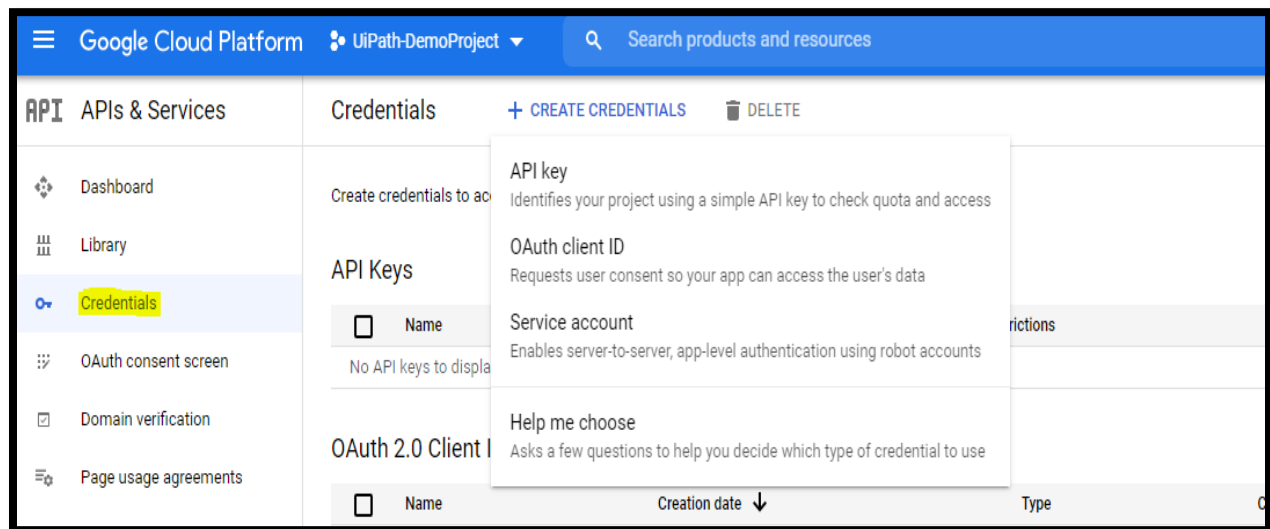 Google Cloud Platform UiPath-DemoProject Search products and resources
API APIs & Services
Dashboard
Library
Credentials
OAuth consent screen
Domain verification
Page usage agreements
Credentials + CREATE CREDENTIALS DELETE
Create credentials to
API Keys
Name
No API keys to
OAuth 2.0 Client
Name Creation date Type
API key
Identifies your project using a simple API key to check quota and access
OAuth client ID
Requests user consent so your app can access the user's data
Service account
Enables server-to-server, app-level authentication using robot accounts
Help me choose
Asks a few questions to help you decide which type of credential to use